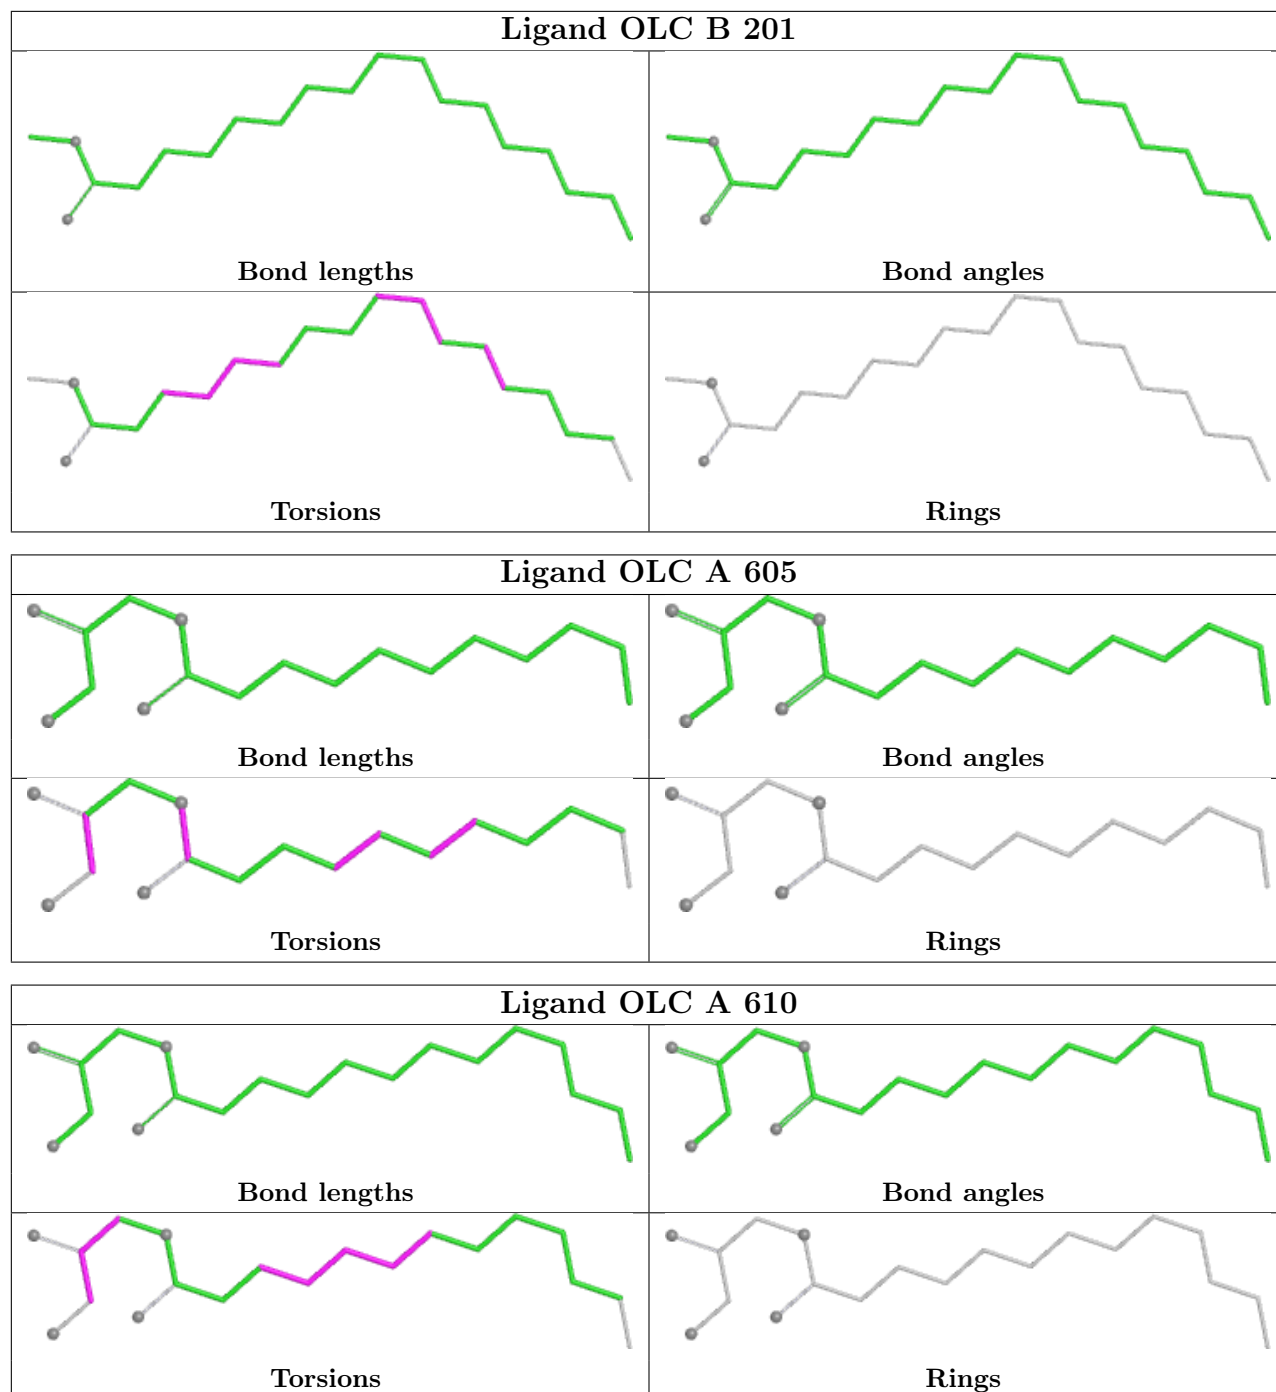 Ligand OLC B 201
Bond lengths
Bond angles
Torsions
Rings
Ligand OLC A 605
Bond lengths
Bond angles
Torsions
Rings
Ligand OLC A 610
Bond lengths
Bond angles
Torsions
Rings